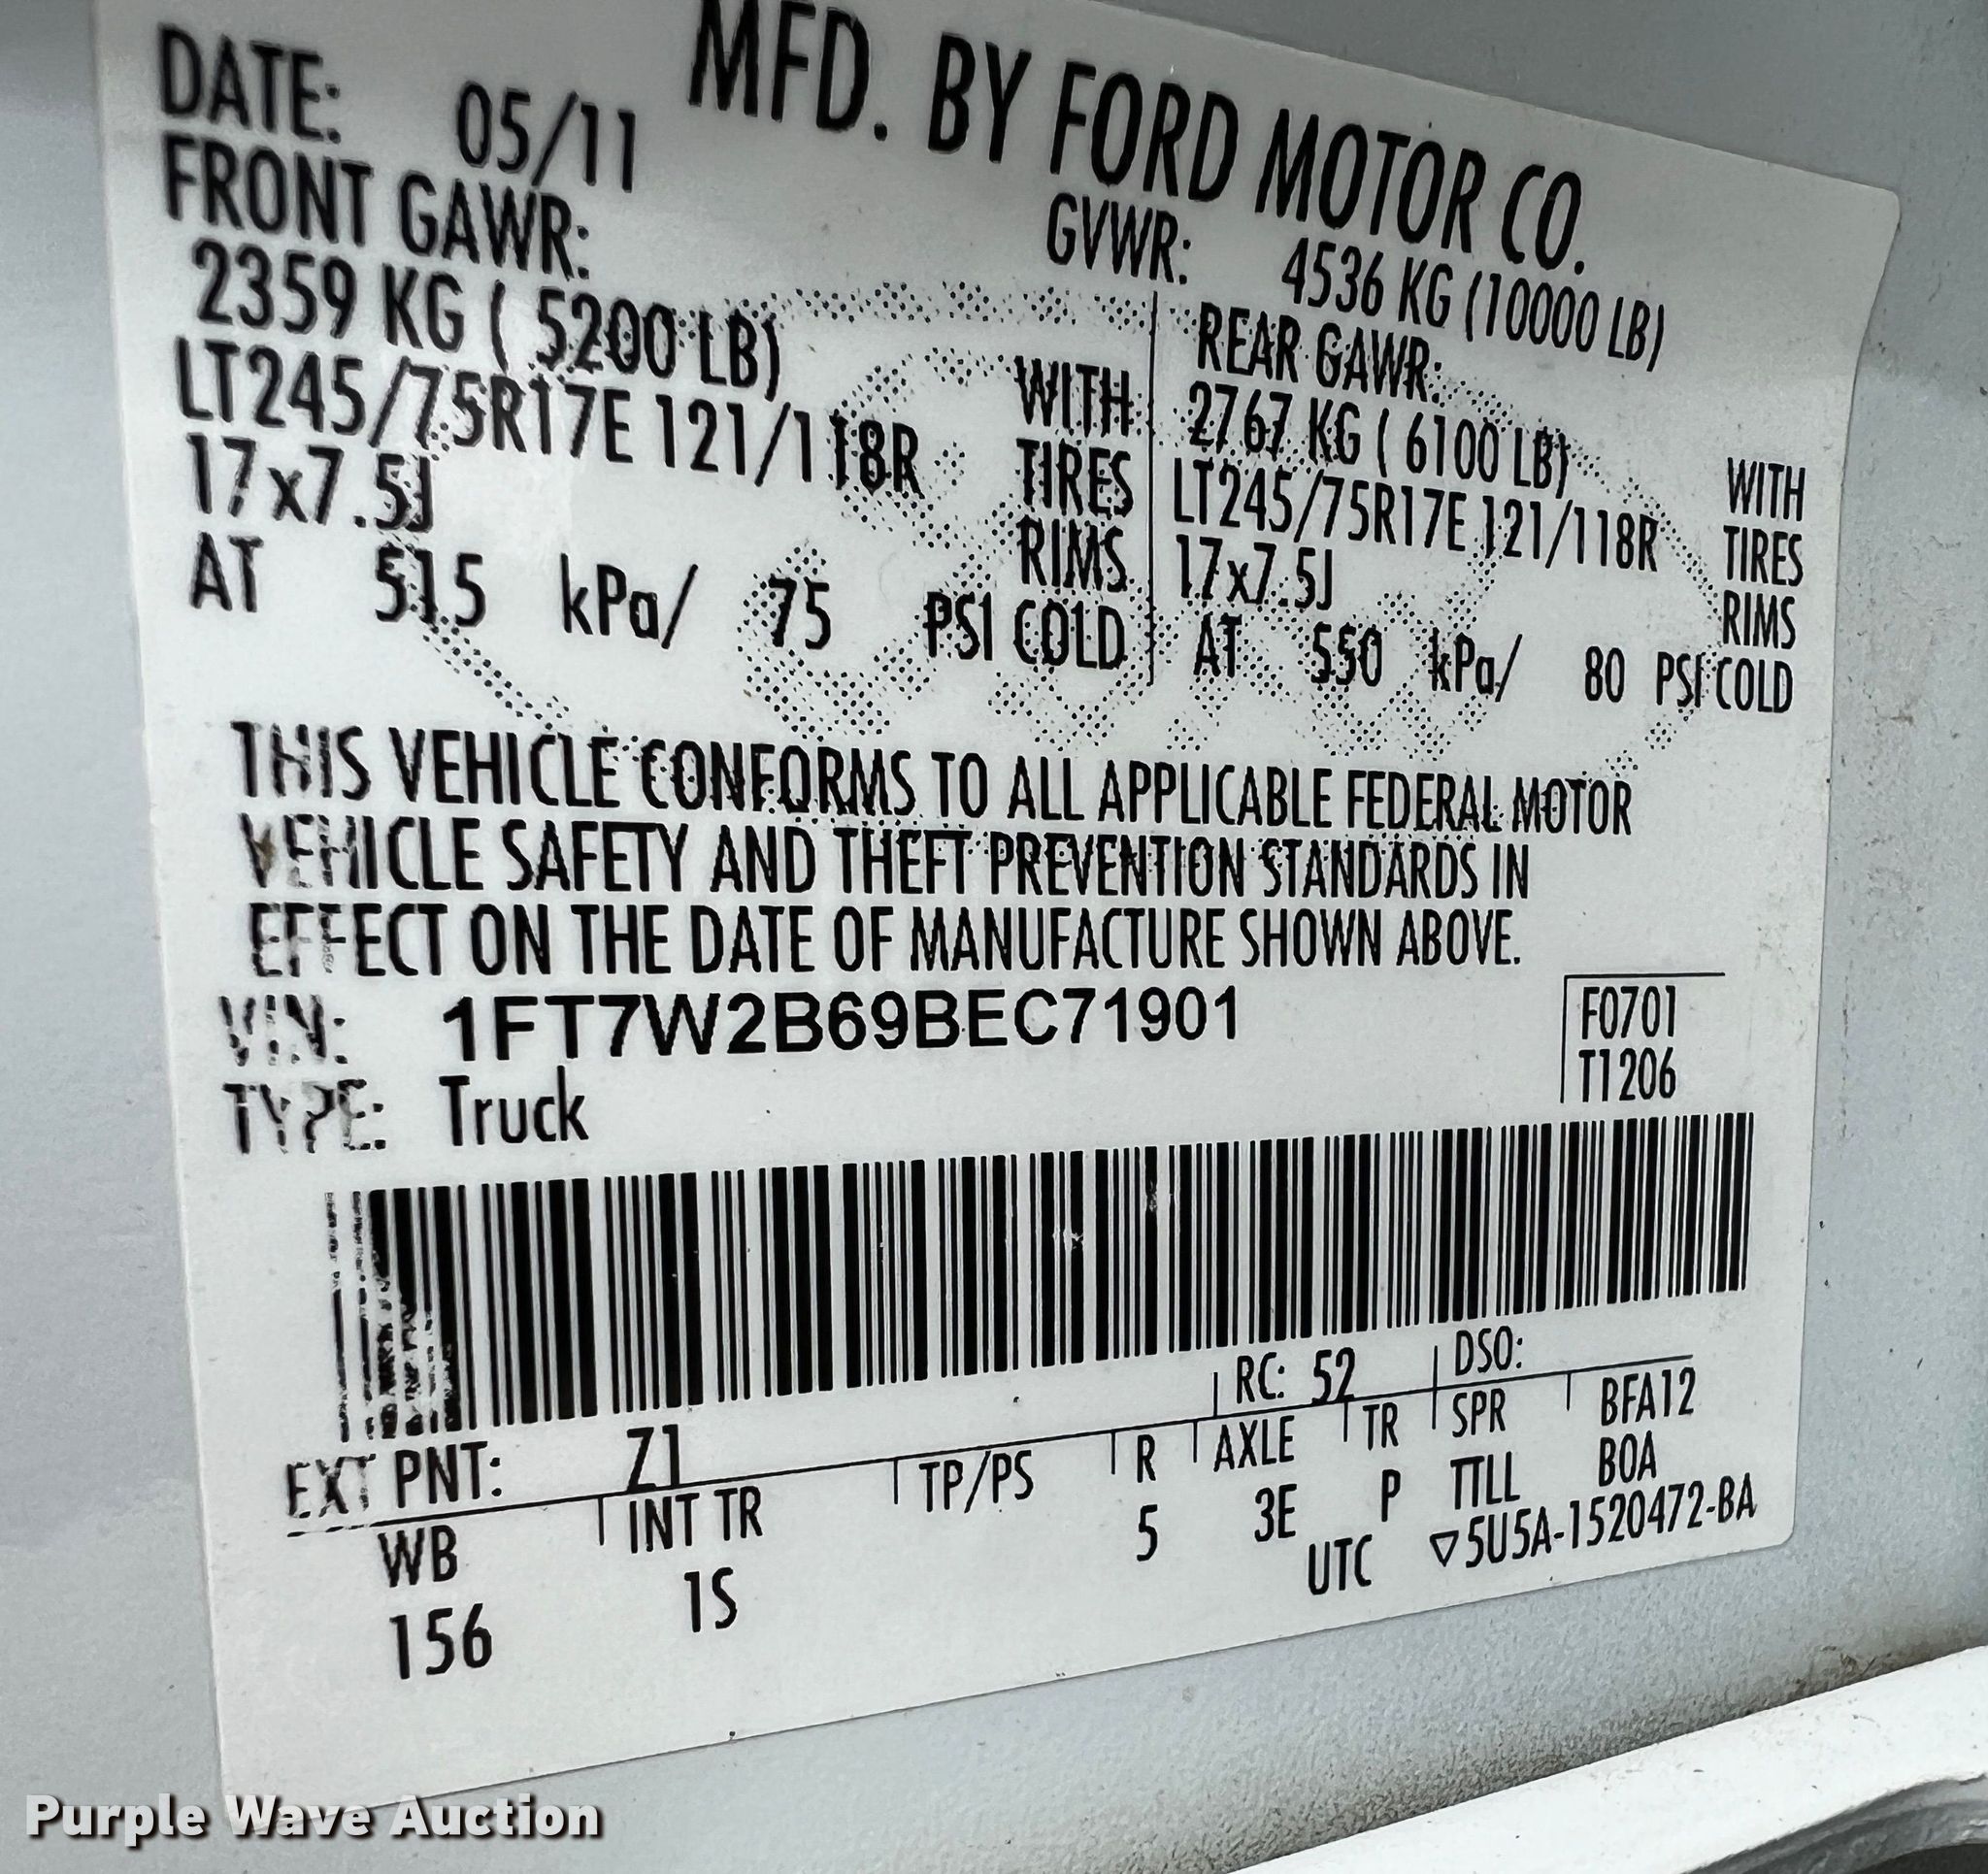 MFD. BY FORD MOTOR CO.
DATE: 05/11
GVWR: 4536 KG (10000 LB)
FRONT GAWR:
2359 KG ( 5200 LB) WITH
LT245/75R17E 121/118R TIRES
17x7.5J RIMS
AT 515 kPa/ 75 PSI COLD
REAR GAWR:
2767 KG ( 6100 LB) WITH
LT245/75R17E 121/118R TIRES
17x7.5J RIMS
AT 550 kPa/ 80 PSI COLD
THIS VEHICLE CONFORMS TO ALL APPLICABLE FEDERAL MOTOR
VEHICLE SAFETY AND THEFT PREVENTION STANDARDS IN
EFFECT ON THE DATE OF MANUFACTURE SHOWN ABOVE.
VIN: 1FT7W2B69BEC71901
TYPE: Truck
F0701
T1206
EXT PNT: Z1 RC: 52 DSO:
WB INT TR TP/PS R AXLE TR SPR BFA12
156 1S 5 3E P TTLL BOA
UTC ▽5U5A-1520472-BA
Purple Wave Auction